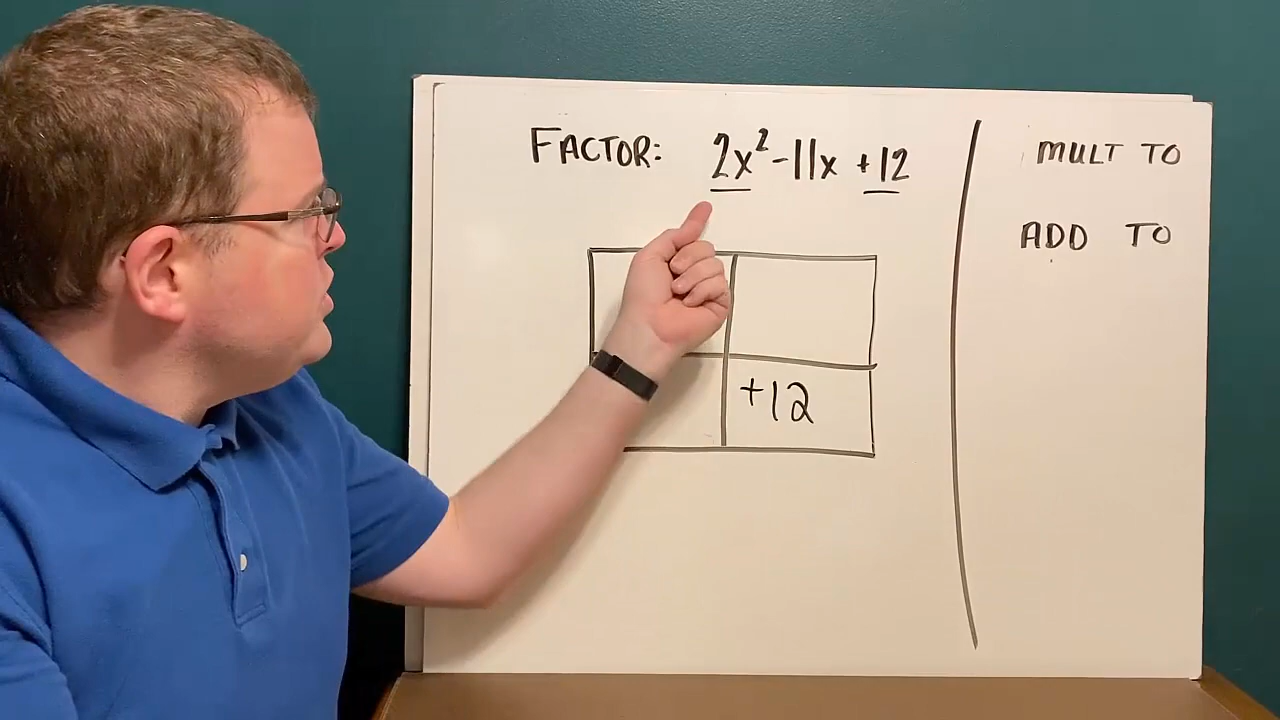 FACTOR: 2x²-11x +12
MULT TO
ADD TO
+12